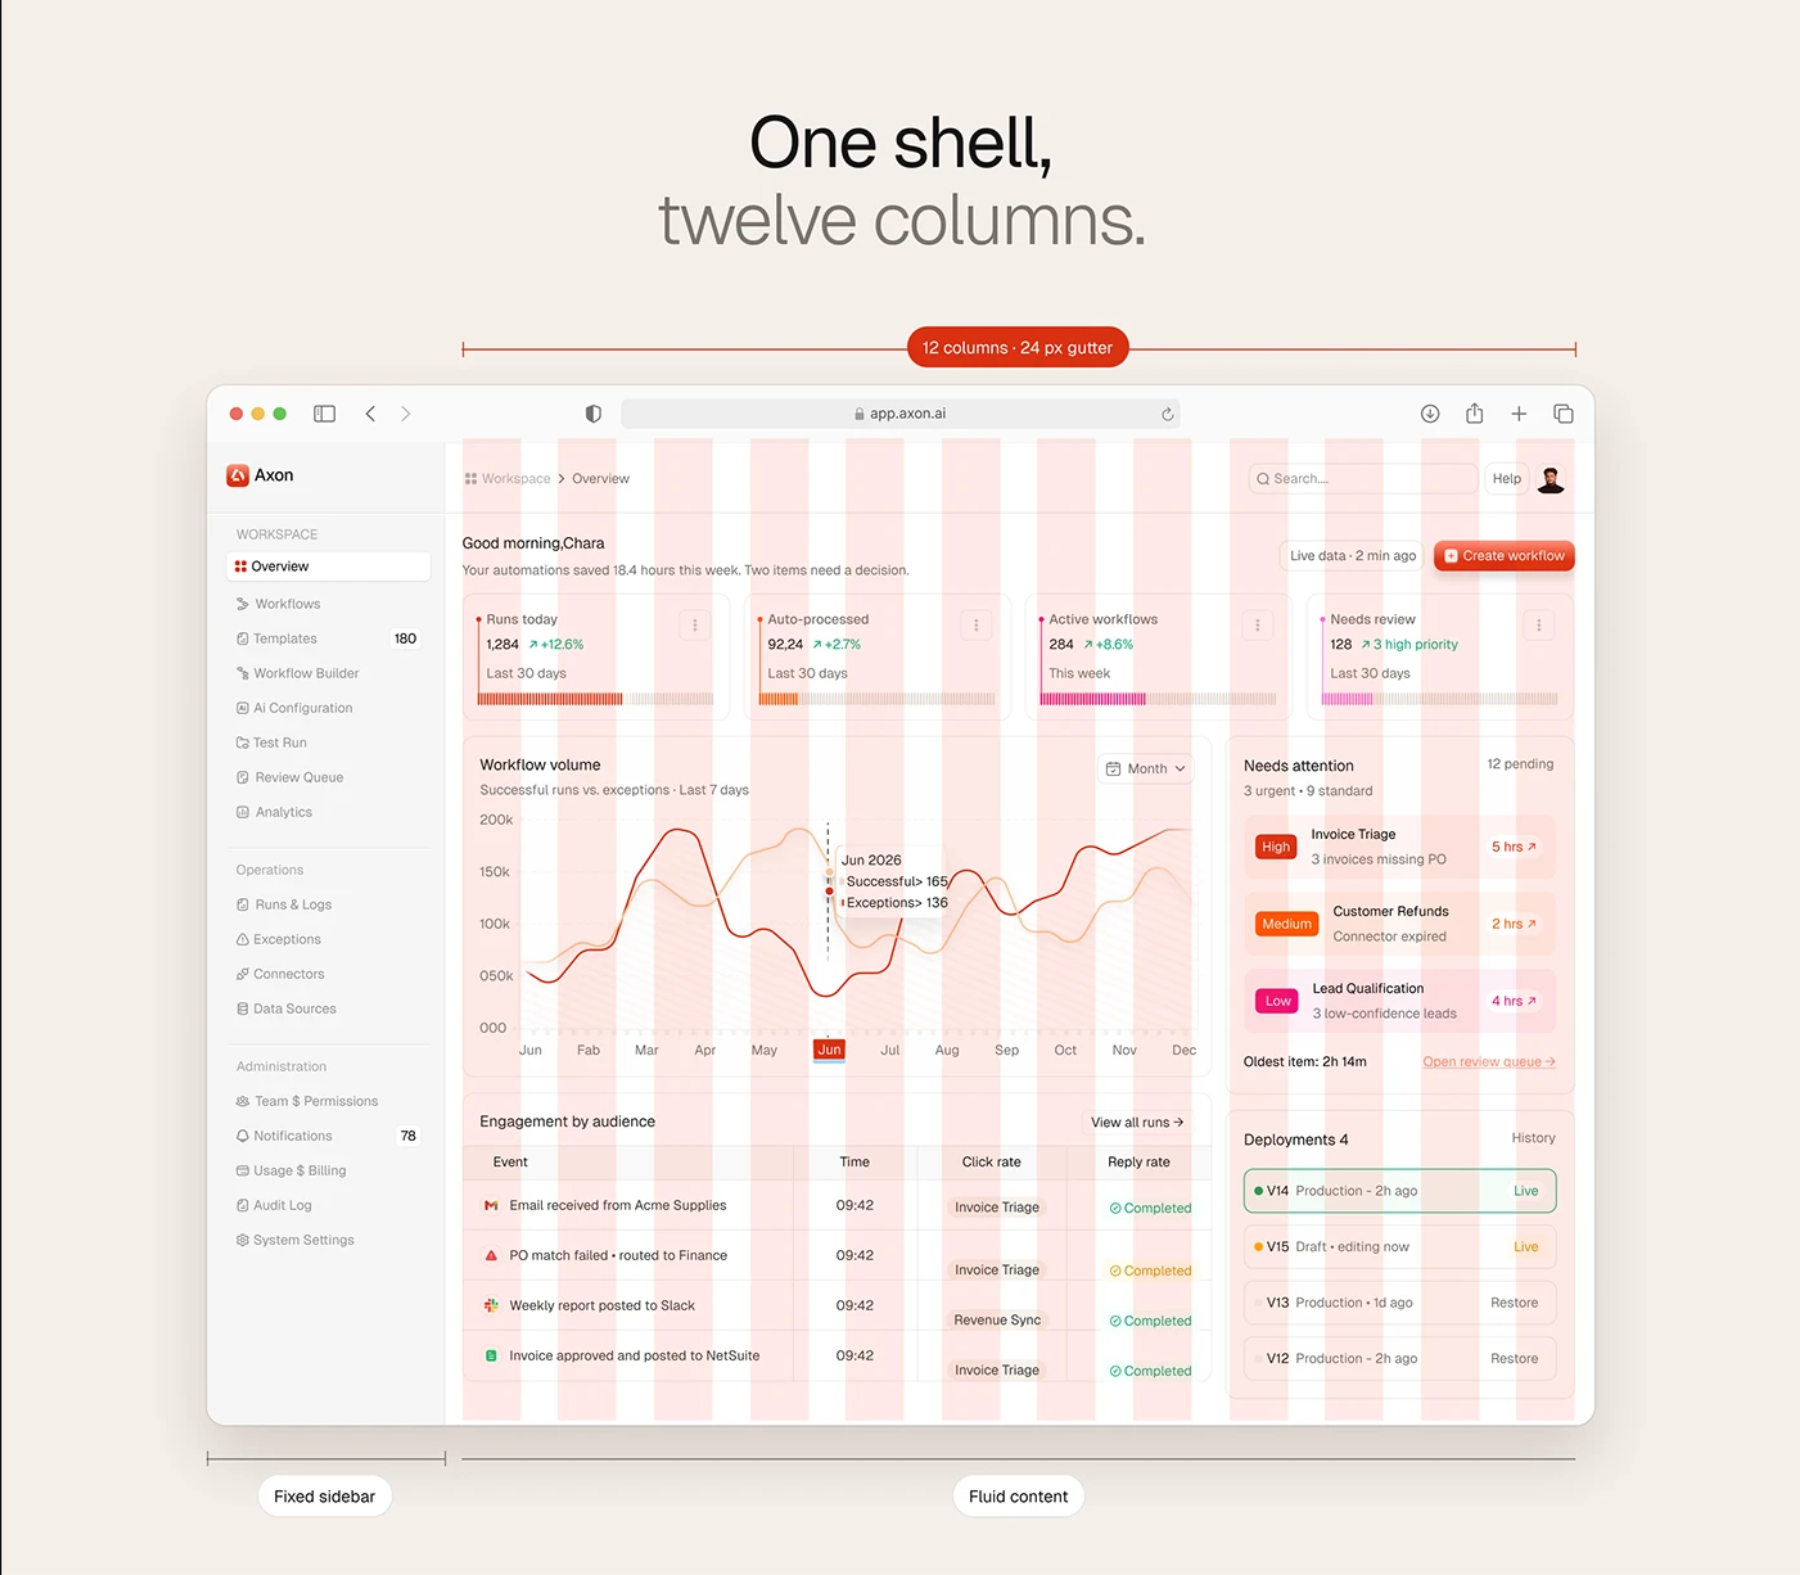 One shell,
twelve columns.
12 columns · 24 px gutter
app.axon.ai
Axon
Workspace > Overview
Search....
Help
WORKSPACE
Overview
Workflows
Templates 180
Workflow Builder
Ai Configuration
Test Run
Review Queue
Analytics
Operations
Runs & Logs
Exceptions
Connectors
Data Sources
Administration
Team $ Permissions
Notifications 78
Usage $ Billing
Audit Log
System Settings
Good morning,Chara
Your automations saved 18.4 hours this week. Two items need a decision.
Live data · 2 min ago
Create workflow
Runs today
1,284 ↗+12.6%
Last 30 days
Auto-processed
92,24 ↗+2.7%
Last 30 days
Active workflows
284 ↗+8.6%
This week
Needs review
128 ↗3 high priority
Last 30 days
Workflow volume
Successful runs vs. exceptions · Last 7 days
Month
200k
150k
100k
050k
000
Jun 2026
Successful> 165
Exceptions> 136
Jun Fab Mar Apr May Jun Jul Aug Sep Oct Nov Dec
Needs attention 12 pending
3 urgent • 9 standard
High
Invoice Triage
3 invoices missing PO
5 hrs ↗
Medium
Customer Refunds
Connector expired
2 hrs ↗
Low
Lead Qualification
3 low-confidence leads
4 hrs ↗
Oldest item: 2h 14m Open review queue →
Engagement by audience View all runs →
Event Time Click rate Reply rate
Email received from Acme Supplies 09:42 Invoice Triage Completed
PO match failed • routed to Finance 09:42 Invoice Triage Completed
Weekly report posted to Slack 09:42 Revenue Sync Completed
Invoice approved and posted to NetSuite 09:42 Invoice Triage Completed
Deployments 4 History
V14 Production - 2h ago Live
V15 Draft • editing now Live
V13 Production • 1d ago Restore
V12 Production - 2h ago Restore
Fixed sidebar
Fluid content